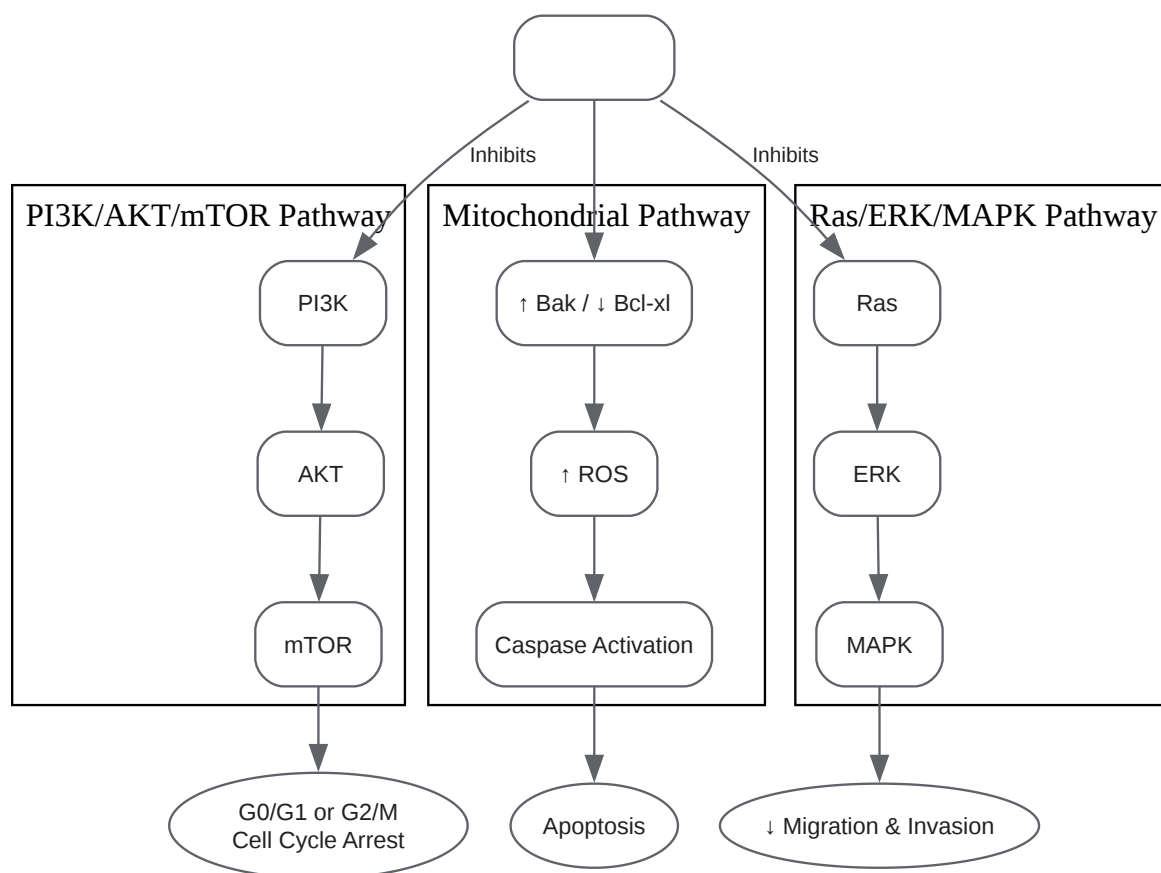 Inhibits
Inhibits
PI3K/AKT/mTOR Pathway
Mitochondrial Pathway
Ras/ERK/MAPK Pathway
PI3K
↑ Bak / ↓ Bcl-xl
Ras
AKT
↑ ROS
ERK
mTOR
Caspase Activation
MAPK
G0/G1 or G2/M
Cell Cycle Arrest
Apoptosis
↓ Migration & Invasion